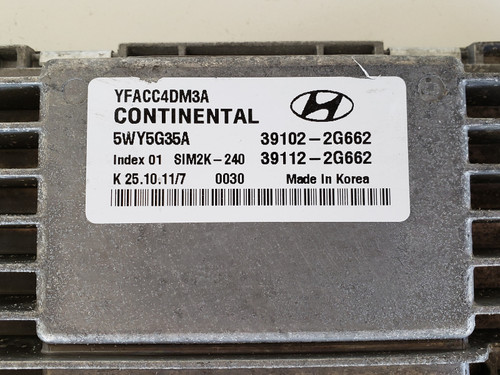 YFACC4DM3A
CONTINENTAL
5WY5G35A 39102-2G662
Index 01 SIM2K-240 39112-2G662
K 25.10.11/7 0030 Made In Korea